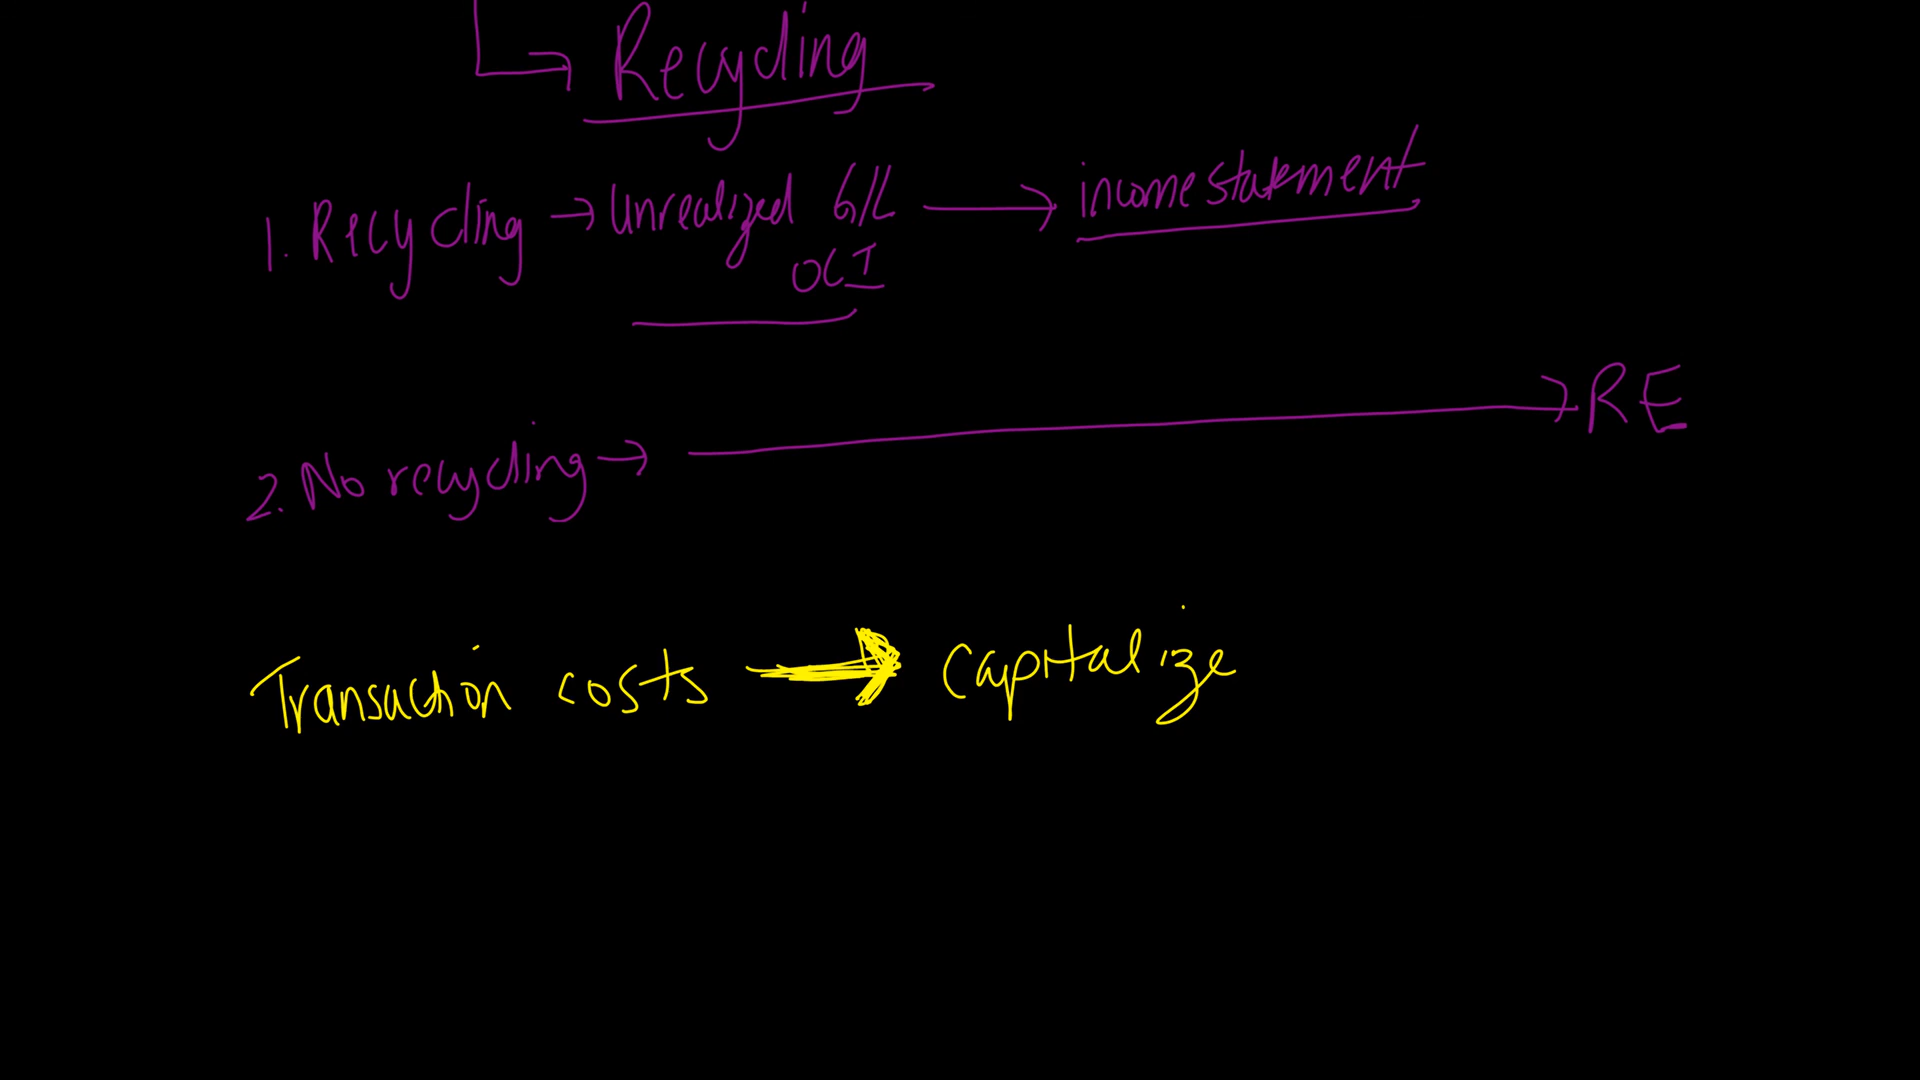 Recycling
1. Recycling → Unrealized G/L → income statement
OCI
2. No recycling → → RE
Transaction costs → capitalize